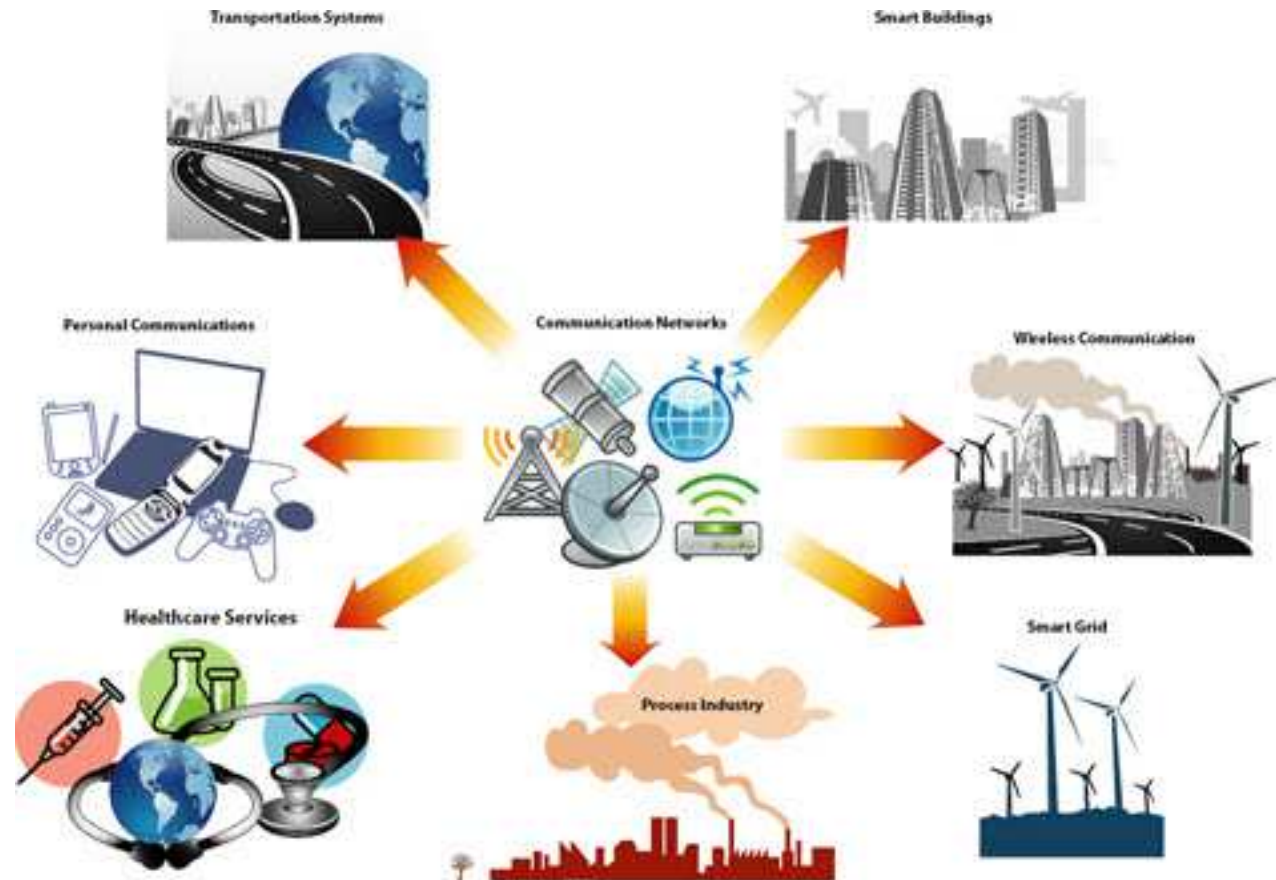 Transportation Systems
Smart Buildings
Personal Communications
Communication Networks
Wireless Communication
Healthcare Services
Smart Grid
Process Industry